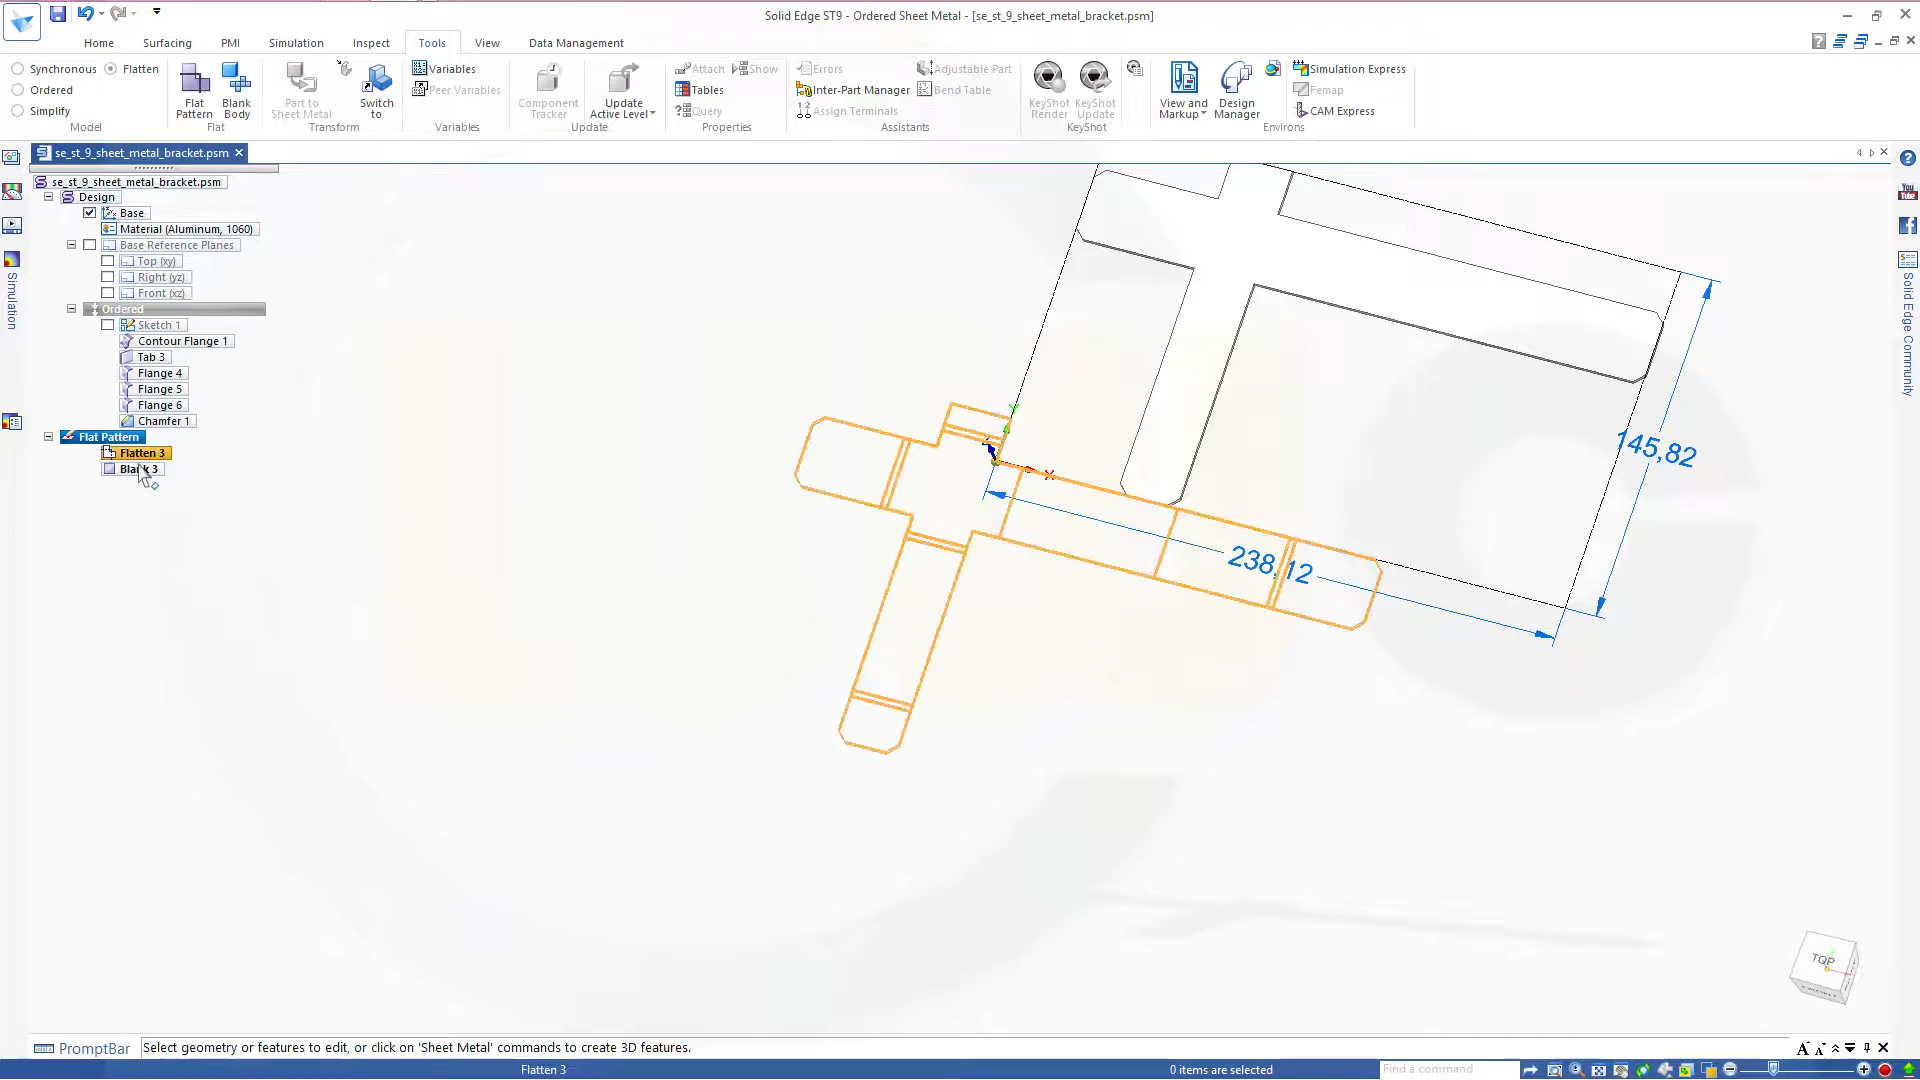 Solid Edge ST9 - Ordered Sheet Metal - [se_st_9_sheet_metal_bracket.psm]
Home Surfacing PMI Simulation Inspect Tools View Data Management
Synchronous Flatten
Ordered
Simplify
Model
Flat Pattern
Blank Body
Flat
Part to Sheet Metal
Switch to
Transform
Variables
Peer Variables
Variables
Component Tracker
Update Active Level
Update
Attach Show
Tables
Query
Properties
Errors Adjustable Part
Inter-Part Manager Bend Table
Assign Terminals
Assistants
KeyShot Render
KeyShot Update
KeyShot
View and Markup
Design Manager
Simulation Express
Femap
CAM Express
Environs
se_st_9_sheet_metal_bracket.psm
se_st_9_sheet_metal_bracket.psm
Design
Base
Material (Aluminum, 1060)
Base Reference Planes
Top (xy)
Right (yz)
Front (xz)
Ordered
Sketch 1
Contour Flange 1
Tab 3
Flange 4
Flange 5
Flange 6
Chamfer 1
Flat Pattern
Flatten 3
Blank 3
Simulation
You Tube
Solid Edge Community
Y
X
145,82
238,12
TOP
PromptBar Select geometry or features to edit, or click on 'Sheet Metal' commands to create 3D features.
Flatten 3 0 items are selected Find a command